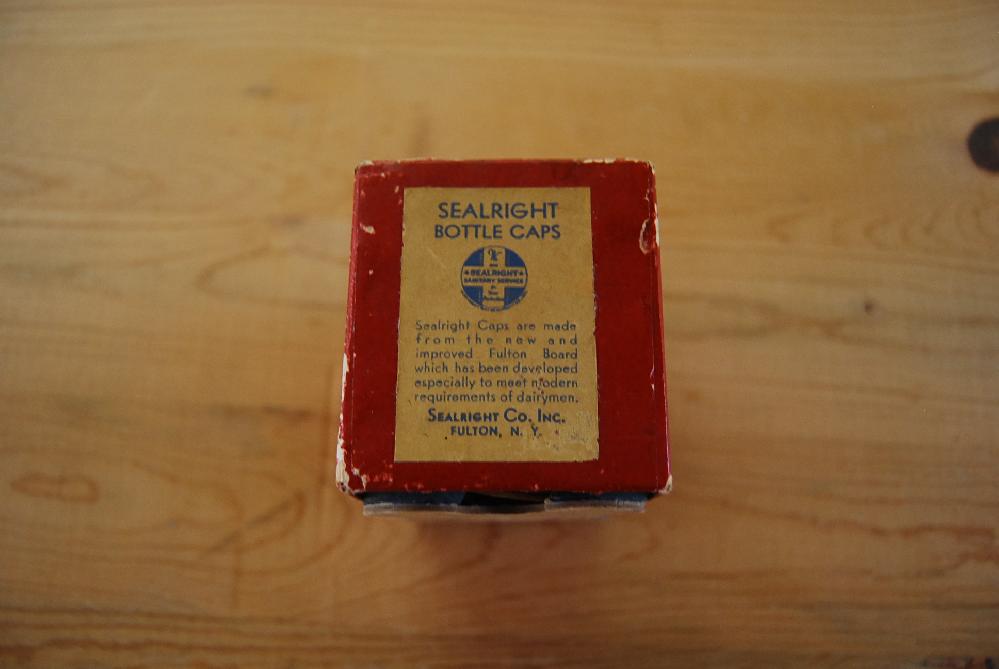 SEALRIGHT
BOTTLE CAPS
SEALRIGHT
SANITARY SERVICE
Sealright Caps are made
from the new and
improved Fulton Board
which has been developed
especially to meet modern
requirements of dairymen.
SEALRIGHT CO. INC.
FULTON, N. Y.